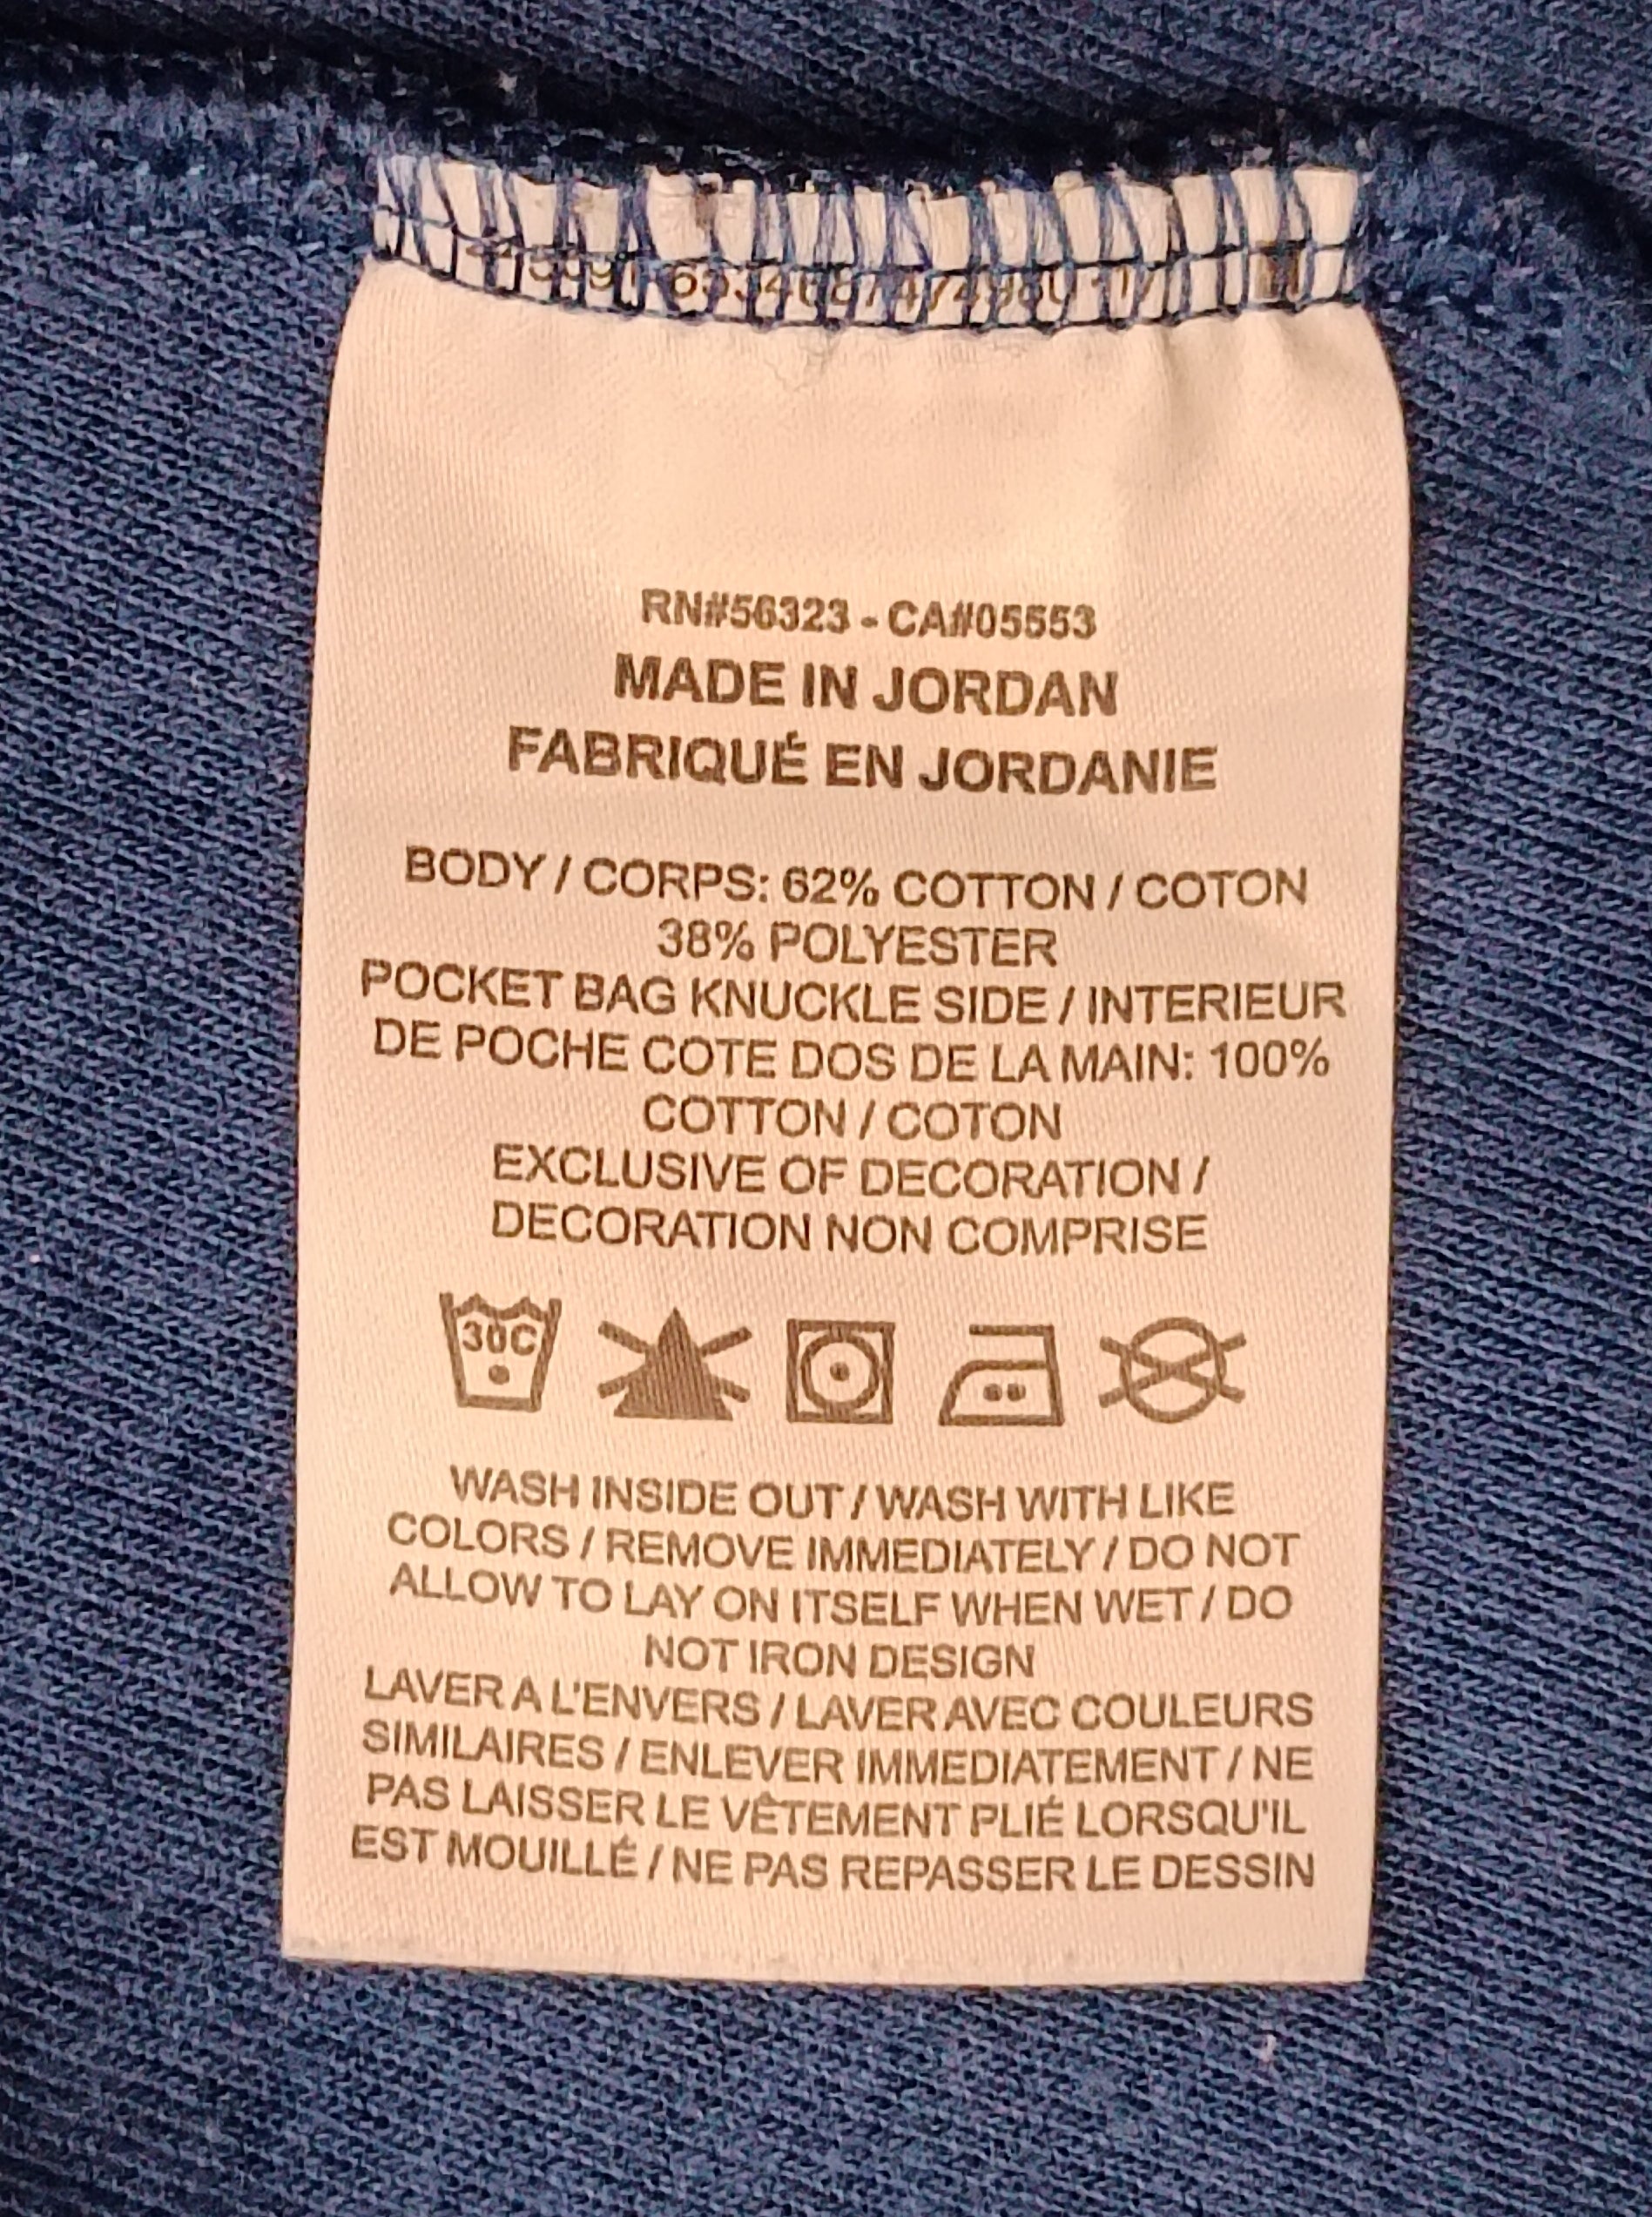 RN#56323 - CA#05553
MADE IN JORDAN
FABRIQUÉ EN JORDANIE
BODY / CORPS: 62% COTTON / COTON
38% POLYESTER
POCKET BAG KNUCKLE SIDE / INTERIEUR
DE POCHE COTE DOS DE LA MAIN: 100%
COTTON / COTON
EXCLUSIVE OF DECORATION /
DECORATION NON COMPRISE
30C
WASH INSIDE OUT / WASH WITH LIKE
COLORS / REMOVE IMMEDIATELY / DO NOT
ALLOW TO LAY ON ITSELF WHEN WET / DO
NOT IRON DESIGN
LAVER A L'ENVERS / LAVER AVEC COULEURS
SIMILAIRES / ENLEVER IMMEDIATEMENT / NE
PAS LAISSER LE VÊTEMENT PLIÉ LORSQU'IL
EST MOUILLÉ / NE PAS REPASSER LE DESSIN